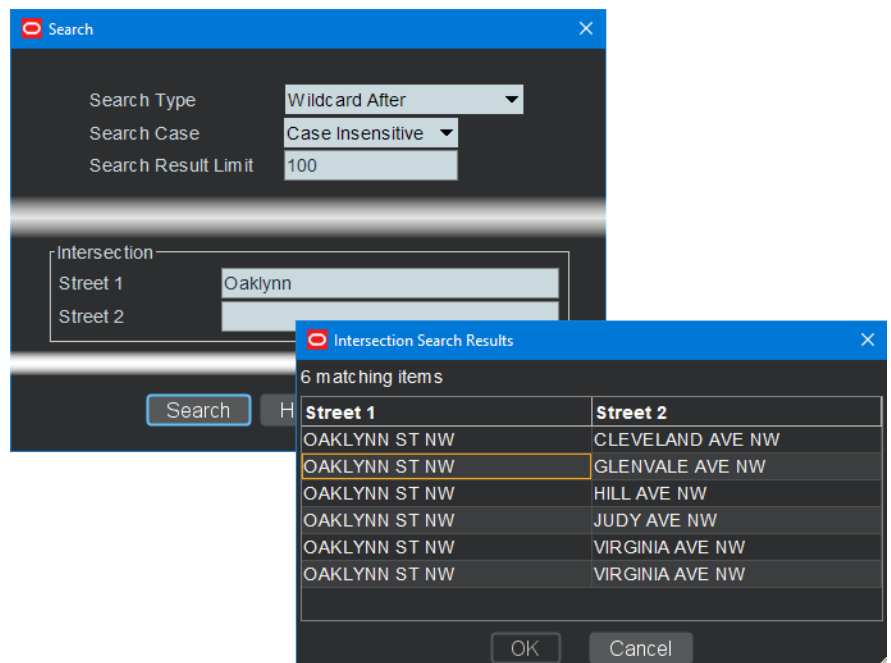 Search
Search Type Wildcard After
Search Case Case Insensitive
Search Result Limit 100
Intersection
Street 1 Oaklynn
Street 2
Search H
Intersection Search Results
6 matching items
Street 1 Street 2
OAKLYNN ST NW CLEVELAND AVE NW
OAKLYNN ST NW GLENVALE AVE NW
OAKLYNN ST NW HILL AVE NW
OAKLYNN ST NW JUDY AVE NW
OAKLYNN ST NW VIRGINIA AVE NW
OAKLYNN ST NW VIRGINIA AVE NW
OK Cancel